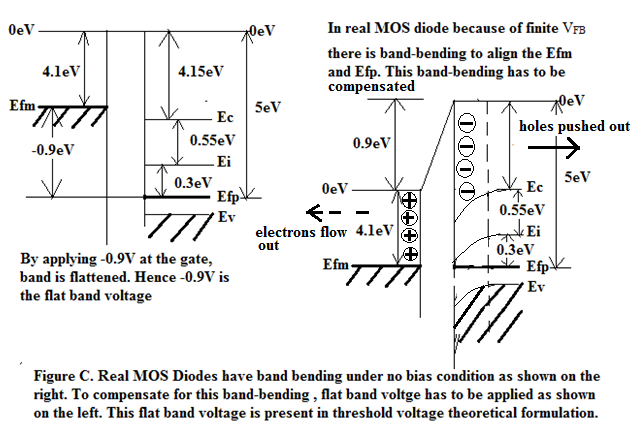 0eV
0eV
4.1eV
4.15eV
Efm
5eV
Ec
0.55eV
-0.9eV
Ei
0.3eV
Efp
Ev
By applying -0.9V at the gate,
band is flattened. Hence -0.9V is
the flat band voltage
In real MOS diode because of finite VFB
there is band-bending to align the Efm
and Efp. This band-bending has to be
compensated
0eV
holes pushed out
0.9eV
5eV
0eV
Ec
0.55eV
electrons flow
out
4.1eV
Ei
0.3eV
Efm
Efp
Ev
Figure C. Real MOS Diodes have band bending under no bias condition as shown on the
right. To compensate for this band-bending , flat band voltge has to be applied as shown
on the left. This flat band voltage is present in threshold voltage theoretical formulation.